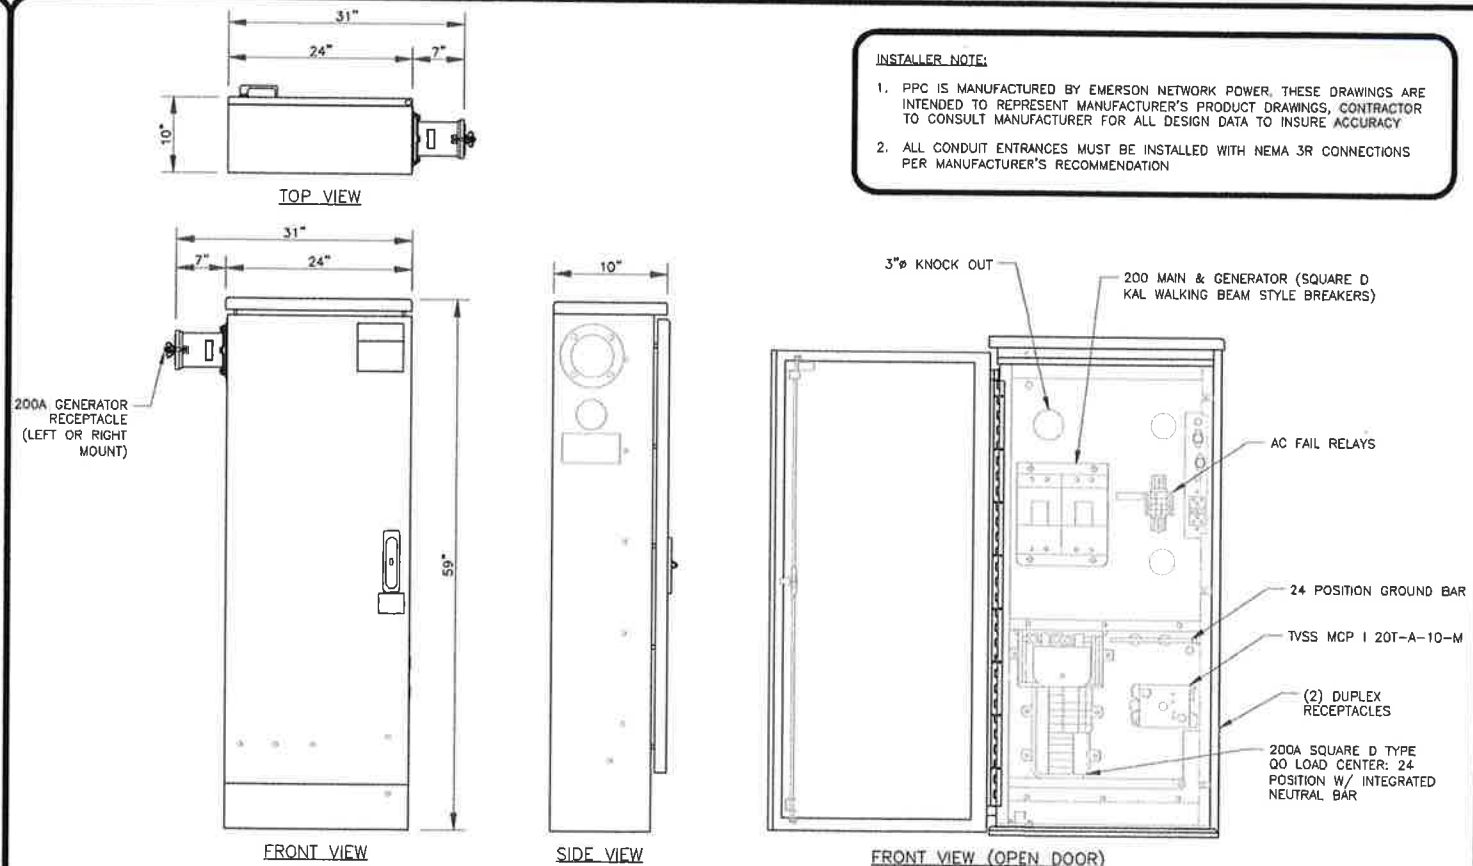 31"
24"
7"
10"
TOP VIEW
INSTALLER NOTE:
1. PPC IS MANUFACTURED BY EMERSON NETWORK POWER, THESE DRAWINGS ARE
INTENDED TO REPRESENT MANUFACTURER'S PRODUCT DRAWINGS, CONTRACTOR
TO CONSULT MANUFACTURER FOR ALL DESIGN DATA TO INSURE ACCURACY
2. ALL CONDUIT ENTRANCES MUST BE INSTALLED WITH NEMA 3R CONNECTIONS
PER MANUFACTURER'S RECOMMENDATION
31"
7"
24"
200A GENERATOR
RECEPTACLE
(LEFT OR RIGHT
MOUNT)
59"
FRONT VIEW
10"
SIDE VIEW
3"ø KNOCK OUT
200 MAIN & GENERATOR (SQUARE D
KAL WALKING BEAM STYLE BREAKERS)
AC FAIL RELAYS
24 POSITION GROUND BAR
TVSS MCP I 20T-A-10-M
(2) DUPLEX
RECEPTACLES
200A SQUARE D TYPE
QO LOAD CENTER: 24
POSITION W/ INTEGRATED
NEUTRAL BAR
FRONT VIEW (OPEN DOOR)